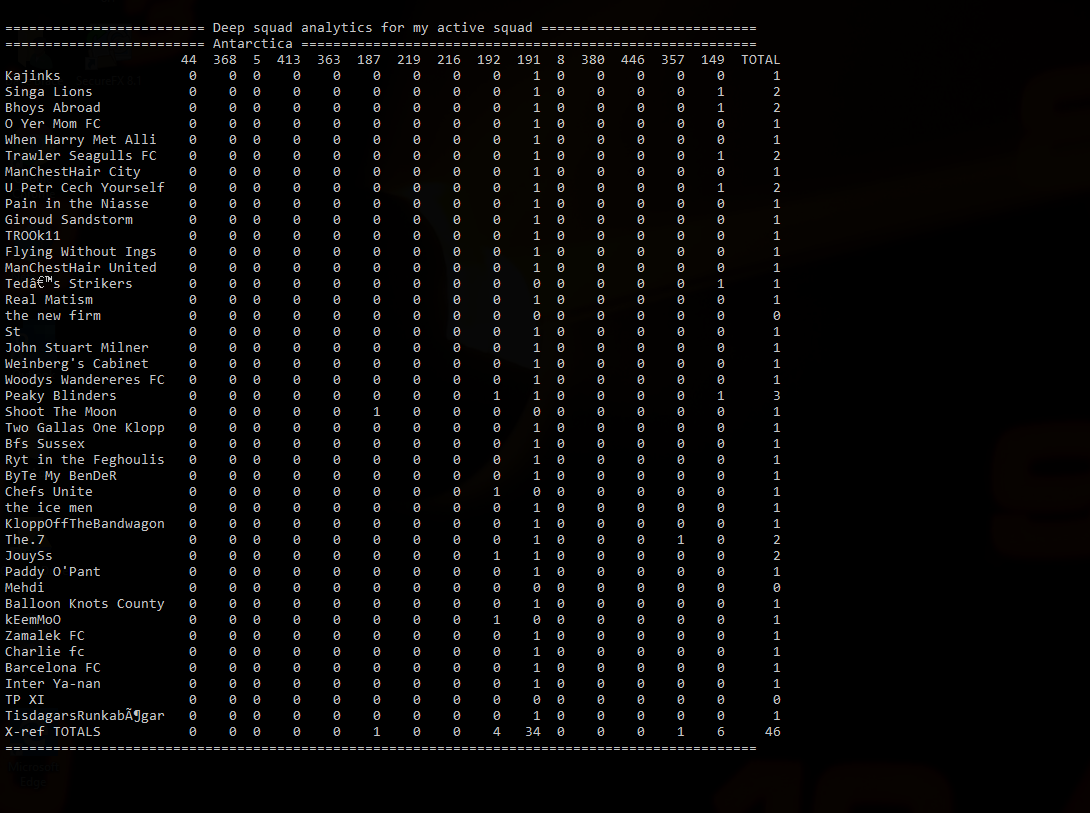 ========================= Deep squad analytics for my active squad ===========================
========================= Antarctica =========================================================
44 368 5 413 363 187 219 216 192 191 8 380 446 357 149 TOTAL
Kajinks 0 0 0 0 0 0 0 0 0 1 0 0 0 0 0 1
Singa Lions 0 0 0 0 0 0 0 0 0 1 0 0 0 0 1 2
Bhoys Abroad 0 0 0 0 0 0 0 0 0 1 0 0 0 0 1 2
O Yer Mom FC 0 0 0 0 0 0 0 0 0 1 0 0 0 0 0 1
When Harry Met Alli 0 0 0 0 0 0 0 0 0 1 0 0 0 0 0 1
Trawler Seagulls FC 0 0 0 0 0 0 0 0 0 1 0 0 0 0 1 2
ManChestHair City 0 0 0 0 0 0 0 0 0 1 0 0 0 0 0 1
U Petr Cech Yourself 0 0 0 0 0 0 0 0 0 1 0 0 0 0 1 2
Pain in the Niasse 0 0 0 0 0 0 0 0 0 1 0 0 0 0 0 1
Giroud Sandstorm 0 0 0 0 0 0 0 0 0 1 0 0 0 0 0 1
TROOk11 0 0 0 0 0 0 0 0 0 1 0 0 0 0 0 1
Flying Without Ings 0 0 0 0 0 0 0 0 0 1 0 0 0 0 0 1
ManChestHair United 0 0 0 0 0 0 0 0 0 1 0 0 0 0 0 1
Tedâ€™s Strikers 0 0 0 0 0 0 0 0 0 0 0 0 0 0 1 1
Real Matism 0 0 0 0 0 0 0 0 0 1 0 0 0 0 0 1
the new firm 0 0 0 0 0 0 0 0 0 0 0 0 0 0 0 0
St 0 0 0 0 0 0 0 0 0 1 0 0 0 0 0 1
John Stuart Milner 0 0 0 0 0 0 0 0 0 1 0 0 0 0 0 1
Weinberg's Cabinet 0 0 0 0 0 0 0 0 0 1 0 0 0 0 0 1
Woodys Wandereres FC 0 0 0 0 0 0 0 0 0 1 0 0 0 0 0 1
Peaky Blinders 0 0 0 0 0 0 0 0 1 1 0 0 0 0 1 3
Shoot The Moon 0 0 0 0 0 1 0 0 0 0 0 0 0 0 0 1
Two Gallas One Klopp 0 0 0 0 0 0 0 0 0 1 0 0 0 0 0 1
Bfs Sussex 0 0 0 0 0 0 0 0 0 1 0 0 0 0 0 1
Ryt in the Feghoulis 0 0 0 0 0 0 0 0 0 1 0 0 0 0 0 1
ByTe My BenDeR 0 0 0 0 0 0 0 0 0 1 0 0 0 0 0 1
Chefs Unite 0 0 0 0 0 0 0 0 1 0 0 0 0 0 0 1
the ice men 0 0 0 0 0 0 0 0 0 1 0 0 0 0 0 1
KloppOffTheBandwagon 0 0 0 0 0 0 0 0 0 1 0 0 0 0 0 1
The.7 0 0 0 0 0 0 0 0 0 1 0 0 0 1 0 2
JouySs 0 0 0 0 0 0 0 0 1 1 0 0 0 0 0 2
Paddy O'Pant 0 0 0 0 0 0 0 0 0 1 0 0 0 0 0 1
Mehdi 0 0 0 0 0 0 0 0 0 0 0 0 0 0 0 0
Balloon Knots County 0 0 0 0 0 0 0 0 0 1 0 0 0 0 0 1
kEemMoO 0 0 0 0 0 0 0 0 1 0 0 0 0 0 0 1
Zamalek FC 0 0 0 0 0 0 0 0 0 1 0 0 0 0 0 1
Charlie fc 0 0 0 0 0 0 0 0 0 1 0 0 0 0 0 1
Barcelona FC 0 0 0 0 0 0 0 0 0 1 0 0 0 0 0 1
Inter Ya-nan 0 0 0 0 0 0 0 0 0 1 0 0 0 0 0 1
TP XI 0 0 0 0 0 0 0 0 0 0 0 0 0 0 0 0
TisdagarsRunkabÃ¶gar 0 0 0 0 0 0 0 0 0 1 0 0 0 0 0 1
X-ref TOTALS 0 0 0 0 0 1 0 0 4 34 0 0 0 1 6 46
==============================================================================================